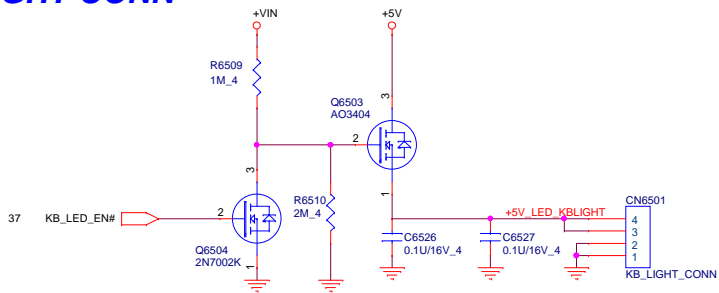 +VIN
+5V
R6509
1M_4
Q6503
AO3404
3
2
3
1
R6510
2M_4
37 KB_LED_EN#
2
+5V_LED_KBLIGHT
CN6501
4
3
2
1
C6526
0.1U/16V_4
C6527
0.1U/16V_4
Q6504
2N7002K
1
KB_LIGHT_CONN